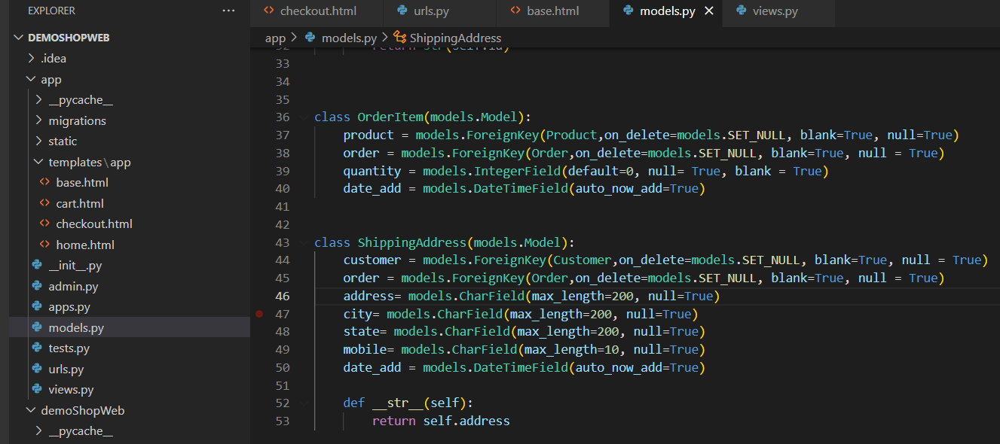 EXPLORER
DEMOSHOPWEB
.idea
app
__pycache__
migrations
static
templates\app
base.html
cart.html
checkout.html
home.html
__init__.py
admin.py
apps.py
models.py
tests.py
urls.py
views.py
demoShopWeb
__pycache__
checkout.html urls.py base.html models.py × views.py
app > models.py > ShippingAddress
32 return str(self.id)
33
34
35
36 class OrderItem(models.Model):
37 product = models.ForeignKey(Product,on_delete=models.SET_NULL, blank=True, null=True)
38 order = models.ForeignKey(Order,on_delete=models.SET_NULL, blank=True, null = True)
39 quantity = models.IntegerField(default=0, null= True, blank = True)
40 date_add = models.DateTimeField(auto_now_add=True)
41
42
43 class ShippingAddress(models.Model):
44 customer = models.ForeignKey(Customer,on_delete=models.SET_NULL, blank=True, null = True)
45 order = models.ForeignKey(Order,on_delete=models.SET_NULL, blank=True, null = True)
46 address= models.CharField(max_length=200, null=True)
47 city= models.CharField(max_length=200, null=True)
48 state= models.CharField(max_length=200, null=True)
49 mobile= models.CharField(max_length=10, null=True)
50 date_add = models.DateTimeField(auto_now_add=True)
51
52 def __str__(self):
53 return self.address